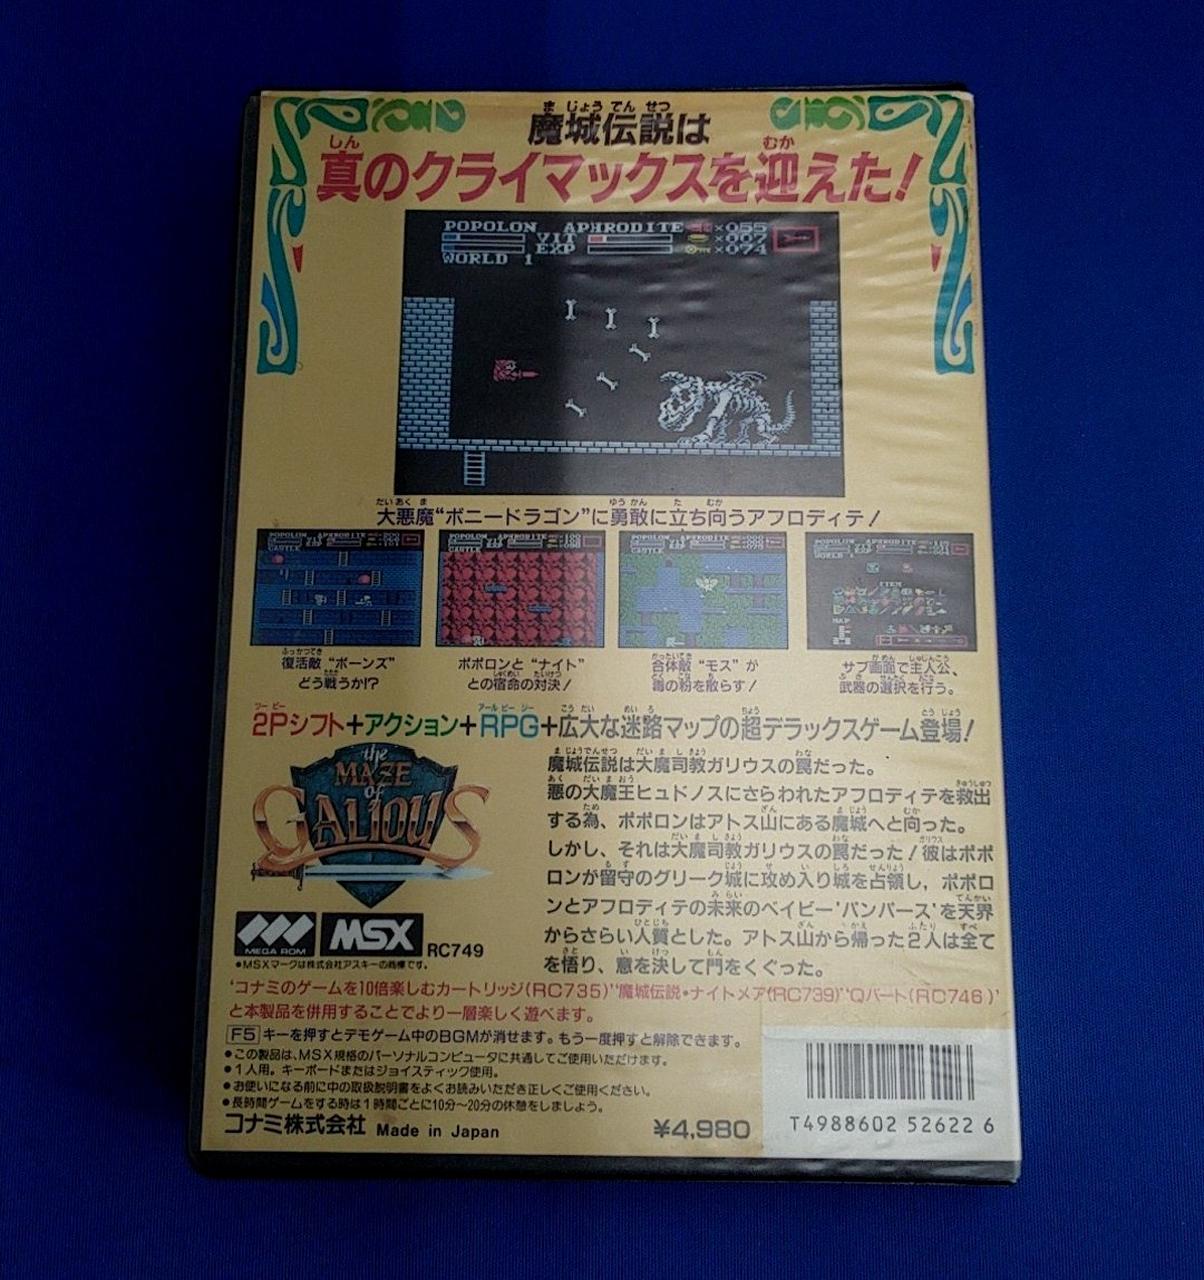 魔城伝説は
真のクライマックスを迎えた!
POPOLON APHRODITE ×055
VIT ×007
EXP ×074
WORLD 1
大悪魔“ボニードラゴン”に勇敢に立ち向うアフロディテ!
POPOLON APHRODITE
CASTLE
POPOLON APHRODITE
CASTLE
POPOLON APHRODITE
CASTLE
POPOLON APHRODITE
WORLD
ITEM
MAP
復活敵 “ボーンズ”
どう戦うか!?
ポポロンと “ナイト”
との宿命の対決!
合体敵 “モス” が
毒の粉を散らす!
サブ画面で主人公、
武器の選択を行う。
2Pシフト+アクション+RPG+広大な迷路マップの超デラックスゲーム登場!
the
MAZE
of
GALIOUS
魔城伝説は大魔司教ガリウスの罠だった。
悪の大魔王ヒュドノスにさらわれたアフロディテを救出
する為、ポポロンはアトス山にある魔城へと向った。
しかし、それは大魔司教ガリウスの罠だった!彼はポポ
ロンが留守のグリーク城に攻め入り城を占領し,ポポロ
ンとアフロディテの未来のベイビー‘パンパース’を天界
からさらい人質とした。アトス山から帰った2人は全て
を悟り、意を決して門をくぐった。
MEGA ROM MSX RC749
●MSXマークは株式会社アスキーの商標です。
‘コナミのゲームを10倍楽しむカートリッジ(RC735)’‘魔城伝説・ナイトメア(RC739)’‘Qバート(RC746)’
と本製品を併用することでより一層楽しく遊べます。
F5 キーを押すとデモゲーム中のBGMが消せます。もう一度押すと解除できます。
●この製品は、MSX規格のパーソナルコンピュータに共通してご使用いただけます。
●1人用。キーボードまたはジョイスティック使用。
●お使いになる前に中の取扱説明書をよくお読みいただき正しくご使用ください。
●長時間ゲームをする時は1時間ごとに10分~20分の休憩をしましょう。
コナミ株式会社 Made in Japan ¥4,980
T4988602 52622 6